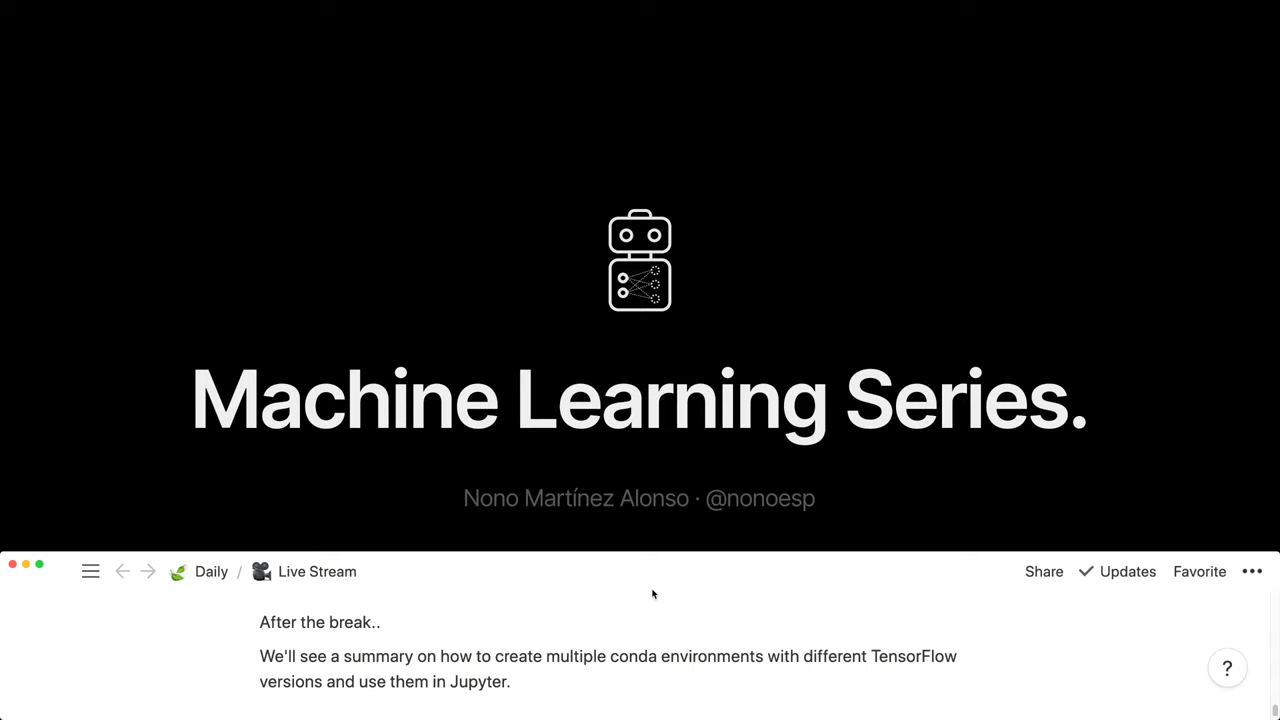 Machine Learning Series.
Nono Martínez Alonso · @nonoesp
Daily / Live Stream
Share Updates Favorite
After the break..
We'll see a summary on how to create multiple conda environments with different TensorFlow
versions and use them in Jupyter.
?